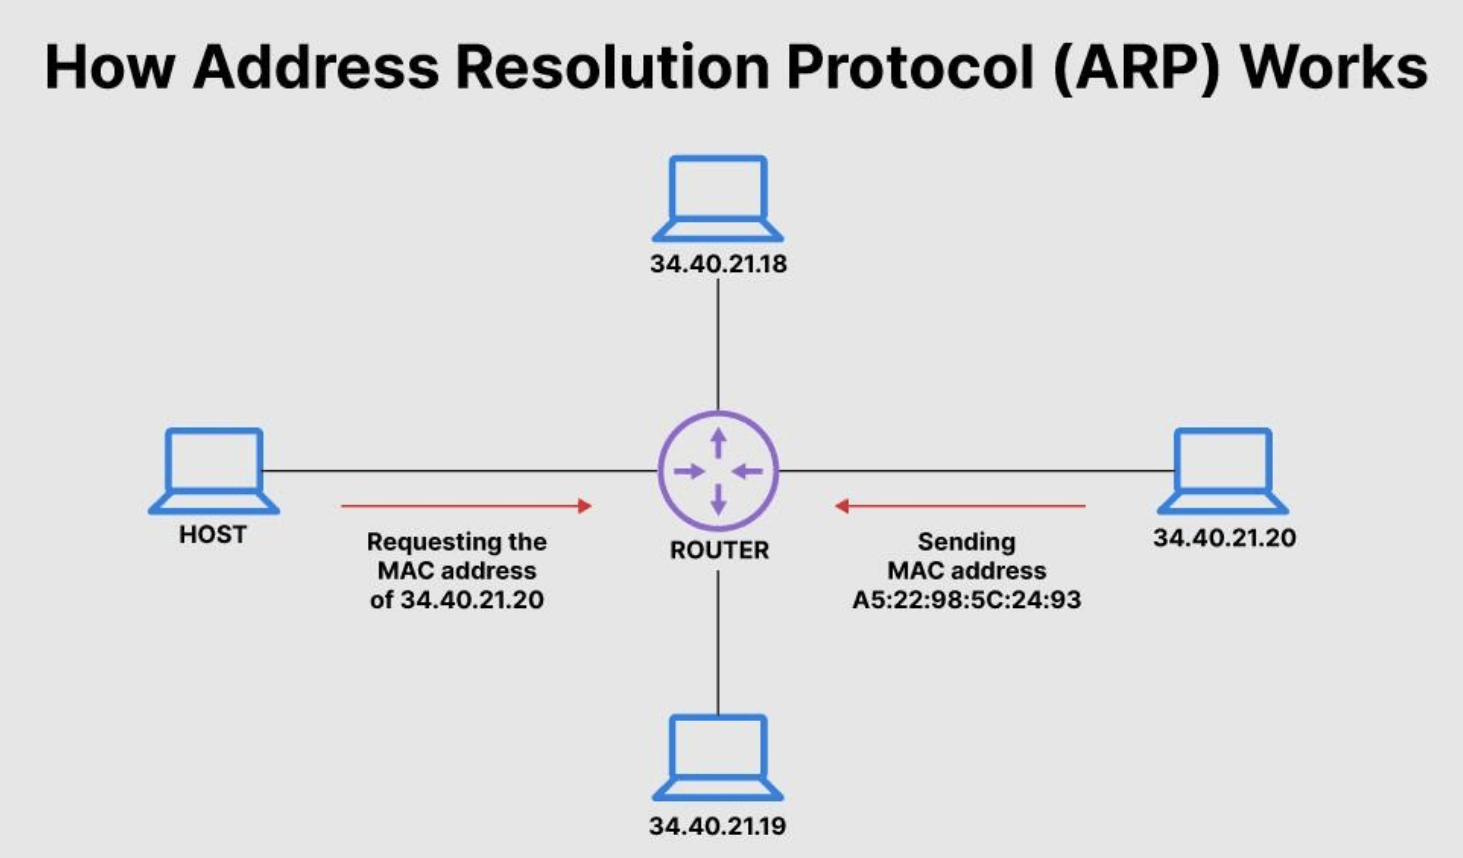 How Address Resolution Protocol (ARP) Works
34.40.21.18
HOST
Requesting the
MAC address
of 34.40.21.20
ROUTER
Sending
MAC address
A5:22:98:5C:24:93
34.40.21.20
34.40.21.19